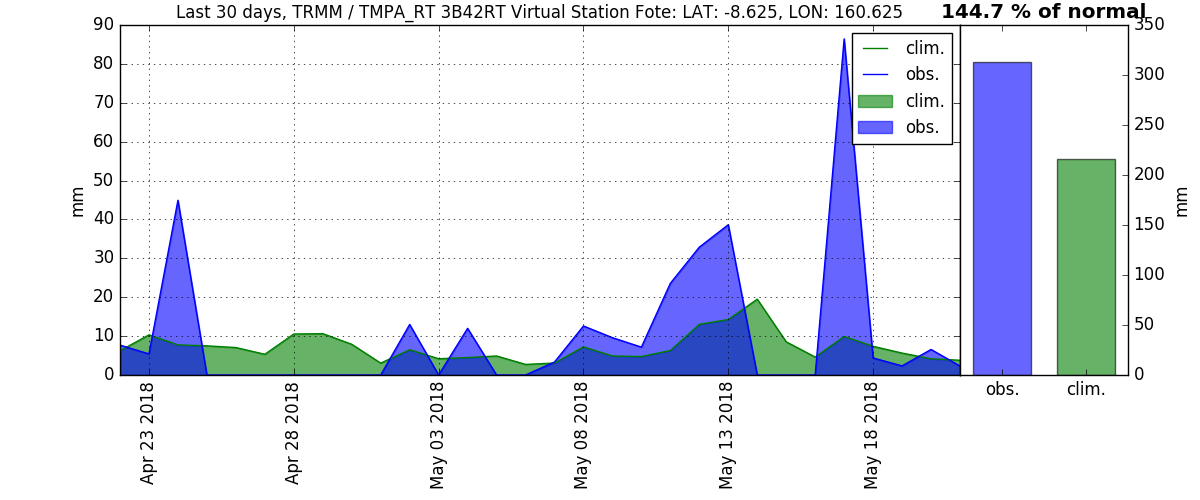 Last 30 days, TRMM / TMPA_RT 3B42RT Virtual Station Fote: LAT: -8.625, LON: 160.625
144.7 % of normal
90
80
70
60
50
40
30
20
10
0
mm
clim.
obs.
clim.
obs.
350
300
250
200
150
100
50
0
mm
Apr 23 2018
Apr 28 2018
May 03 2018
May 08 2018
May 13 2018
May 18 2018
obs.
clim.